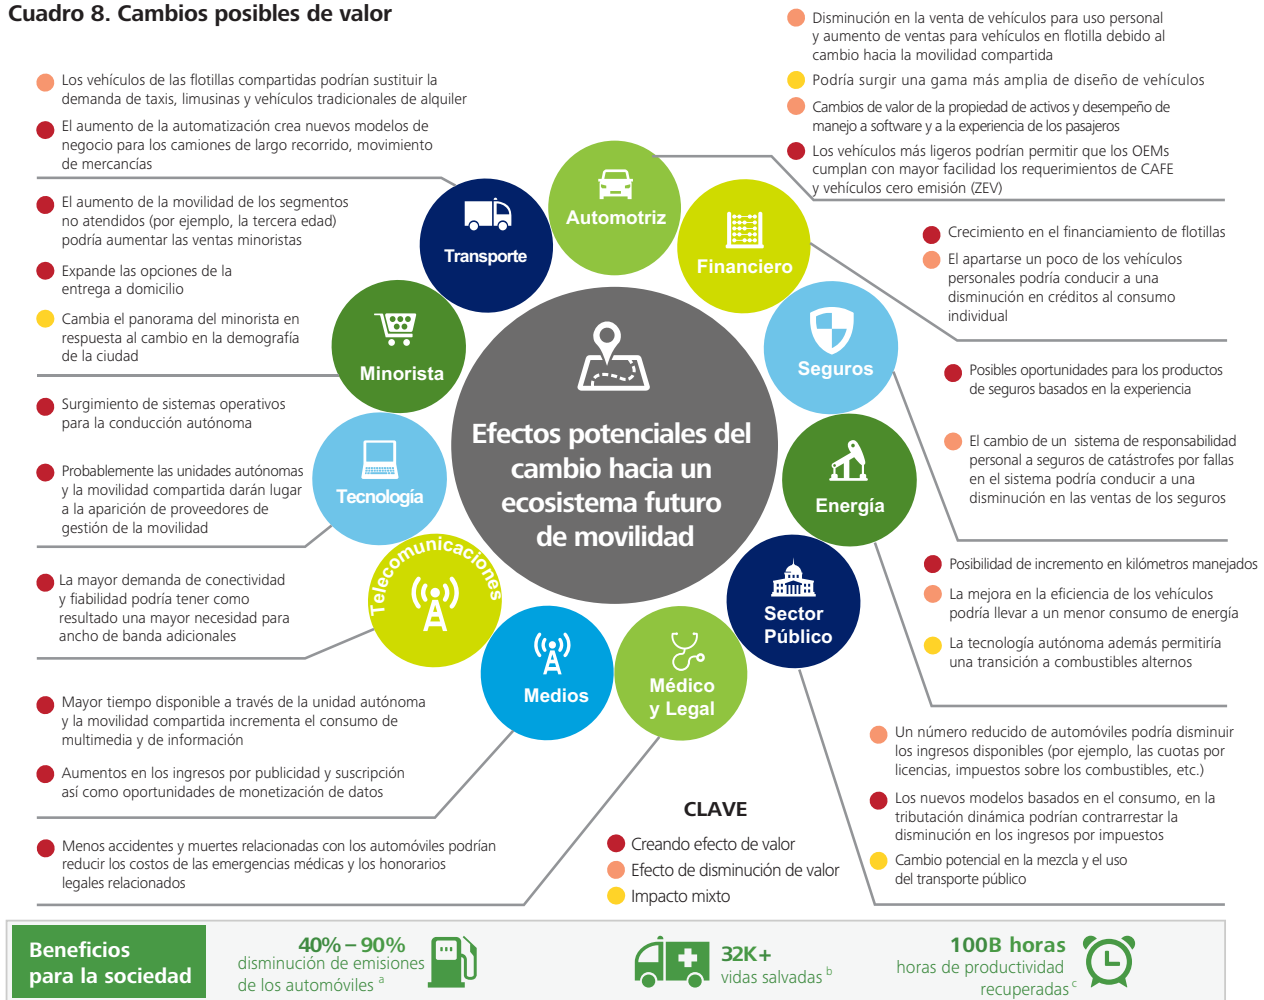 Cuadro 8. Cambios posibles de valor
Los vehículos de las flotillas compartidas podrían sustituir la
demanda de taxis, limusinas y vehículos tradicionales de alquiler
El aumento de la automatización crea nuevos modelos de
negocio para los camiones de largo recorrido, movimiento
de mercancías
El aumento de la movilidad de los segmentos
no atendidos (por ejemplo, la tercera edad)
podría aumentar las ventas minoristas
Expande las opciones de la
entrega a domicilio
Cambia el panorama del minorista en
respuesta al cambio en la demografía
de la ciudad
Surgimiento de sistemas operativos
para la conducción autónoma
Probablemente las unidades autónomas
y la movilidad compartida darán lugar
a la aparición de proveedores de
gestión de la movilidad
La mayor demanda de conectividad
y fiabilidad podría tener como
resultado una mayor necesidad para
ancho de banda adicionales
Mayor tiempo disponible a través de la unidad autónoma
y la movilidad compartida incrementa el consumo de
multimedia y de información
Aumentos en los ingresos por publicidad y suscripción
así como oportunidades de monetización de datos
Menos accidentes y muertes relacionadas con los automóviles podrían
reducir los costos de las emergencias médicas y los honorarios
legales relacionados
Automotriz
Financiero
Seguros
Energía
Sector
Público
Médico
y Legal
Medios
Telecomunicaciones
Tecnología
Minorista
Transporte
Efectos potenciales del
cambio hacia un
ecosistema futuro
de movilidad
Disminución en la venta de vehículos para uso personal
y aumento de ventas para vehículos en flotilla debido al
cambio hacia la movilidad compartida
Podría surgir una gama más amplia de diseño de vehículos
Cambios de valor de la propiedad de activos y desempeño de
manejo a software y a la experiencia de los pasajeros
Los vehículos más ligeros podrían permitir que los OEMs
cumplan con mayor facilidad los requerimientos de CAFE
y vehículos cero emisión (ZEV)
Crecimiento en el financiamiento de flotillas
El apartarse un poco de los vehículos
personales podría conducir a una
disminución en créditos al consumo
individual
Posibles oportunidades para los productos
de seguros basados en la experiencia
El cambio de un sistema de responsabilidad
personal a seguros de catástrofes por fallas
en el sistema podría conducir a una
disminución en las ventas de los seguros
Posibilidad de incremento en kilómetros manejados
La mejora en la eficiencia de los vehículos
podría llevar a un menor consumo de energía
La tecnología autónoma además permitiría
una transición a combustibles alternos
Un número reducido de automóviles podría disminuir
los ingresos disponibles (por ejemplo, las cuotas por
licencias, impuestos sobre los combustibles, etc.)
Los nuevos modelos basados en el consumo, en la
tributación dinámica podrían contrarrestar la
disminución en los ingresos por impuestos
Cambio potencial en la mezcla y el uso
del transporte público
CLAVE
Creando efecto de valor
Efecto de disminución de valor
Impacto mixto
Beneficios
para la sociedad
40% – 90%
disminución de emisiones
de los automóviles a
32K+
vidas salvadas b
100B horas
horas de productividad
recuperadas c